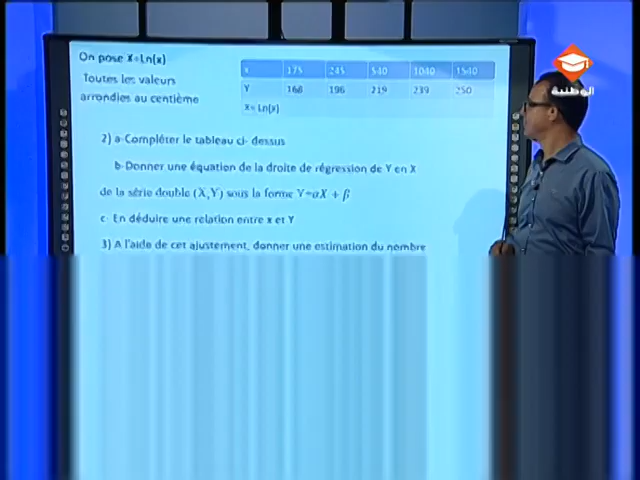 On pose X=Ln(x)
Toutes les valeurs
arrondies au centième
x 175 245 540 1040 1540
Y 168 196 219 239 250
X= Ln(x)
2) a-Compléter le tableau ci- dessus
b-Donner une équation de la droite de régression de Y en X
de la série double (X,Y) sous la forme Y=αX + β
c- En déduire une relation entre x et Y
3) A l'aide de cet ajustement, donner une estimation du nombre
الوطنية